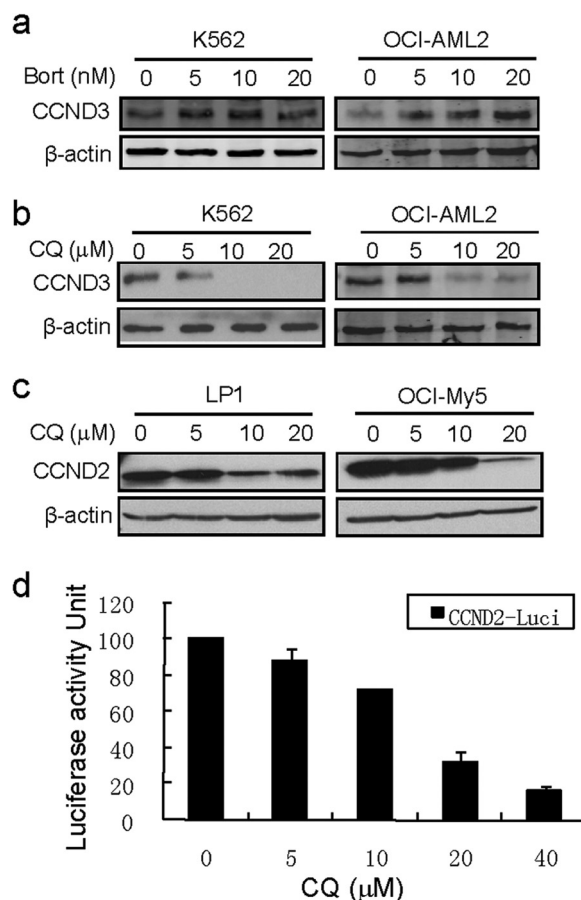 a
K562 OCI-AML2
Bort (nM) 0 5 10 20 0 5 10 20
CCND3
β-actin
b
K562 OCI-AML2
CQ (μM) 0 5 10 20 0 5 10 20
CCND3
β-actin
c
LP1 OCI-My5
CQ (μM) 0 5 10 20 0 5 10 20
CCND2
β-actin
d
Luciferase activity Unit
120
100
80
60
40
20
0
CCND2-Luci
0 5 10 20 40
CQ (μM)